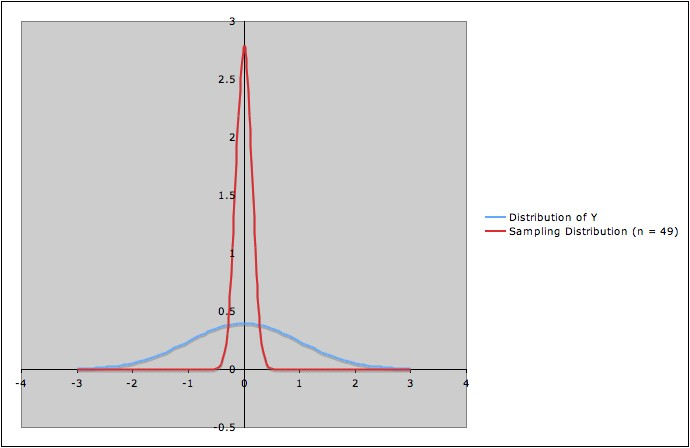 3
2.5
2
1.5
1
0.5
0
-0.5
-4 -3 -2 -1 0 1 2 3 4
Distribution of Y
Sampling Distribution (n = 49)